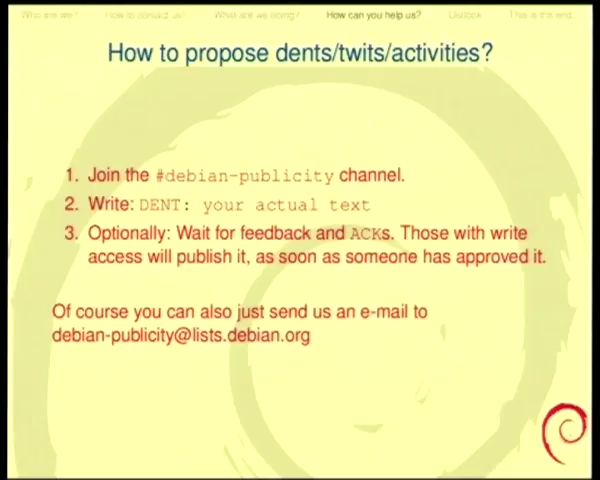 Who are we? How to contact us? What are we doing? How can you help us? Outlook This is the end.
How to propose dents/twits/activities?
1. Join the #debian-publicity channel.
2. Write: DENT: your actual text
3. Optionally: Wait for feedback and ACKs. Those with write
access will publish it, as soon as someone has approved it.
Of course you can also just send us an e-mail to
debian-publicity@lists.debian.org